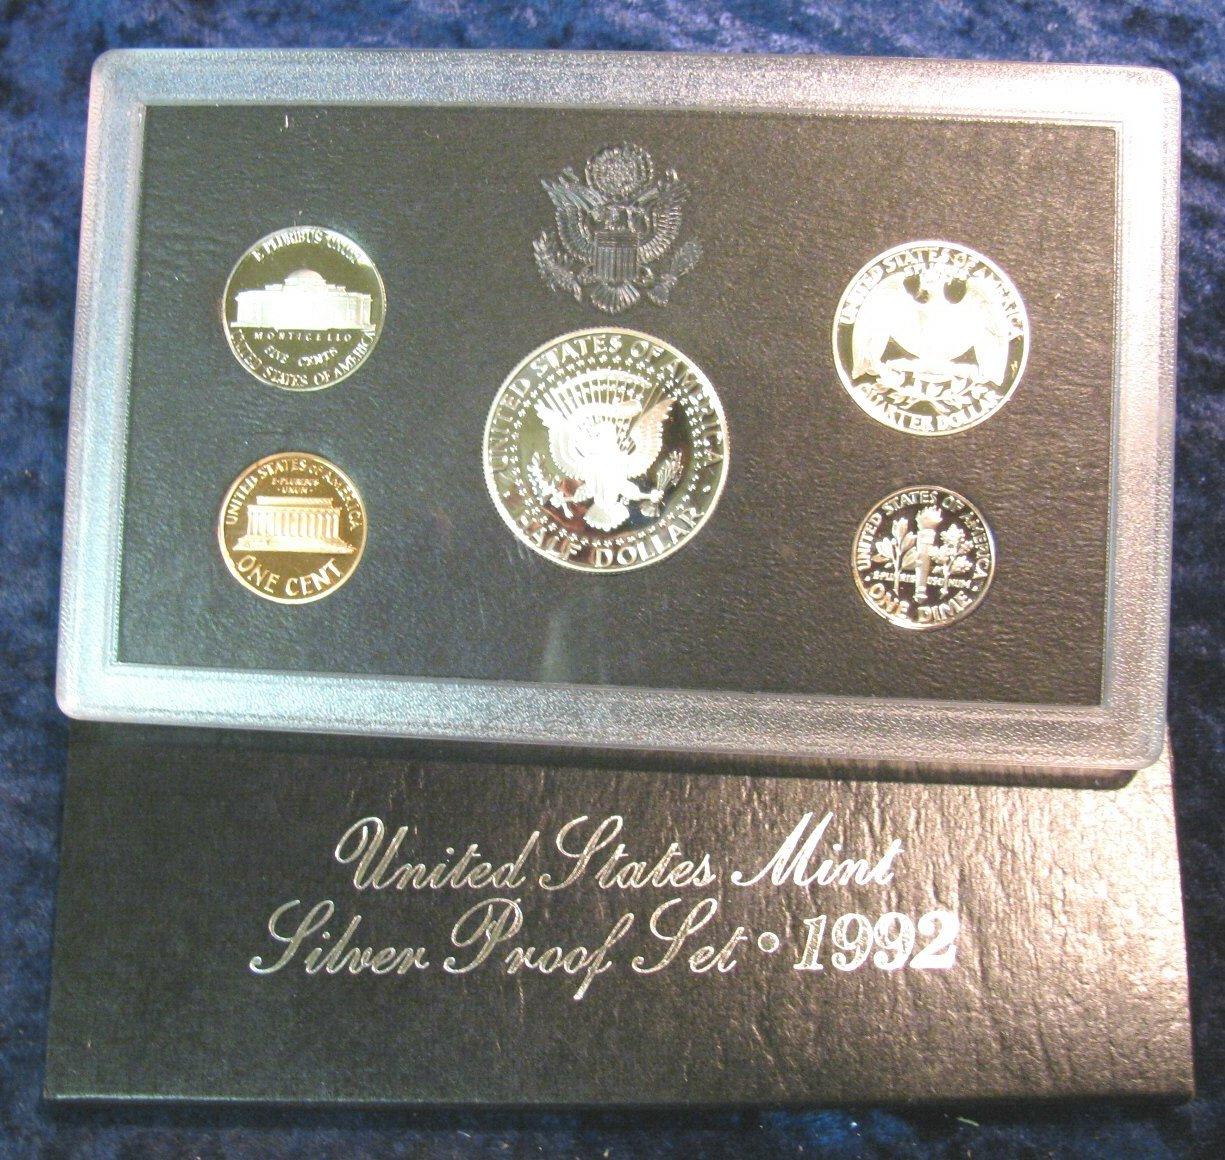 E PLURIBUS UNUM
MONTICELLO
FIVE CENTS
UNITED STATES OF AMERICA
UNITED STATES OF AMERICA
E·PLURIBUS
·UNUM·
ONE CENT
UNITED STATES OF AMERICA
HALF DOLLAR
UNITED STATES OF AMERICA
QUARTER DOLLAR
UNITED STATES OF AMERICA
E PLURIBUS UNUM
ONE DIME
United States Mint
Silver Proof Set • 1992